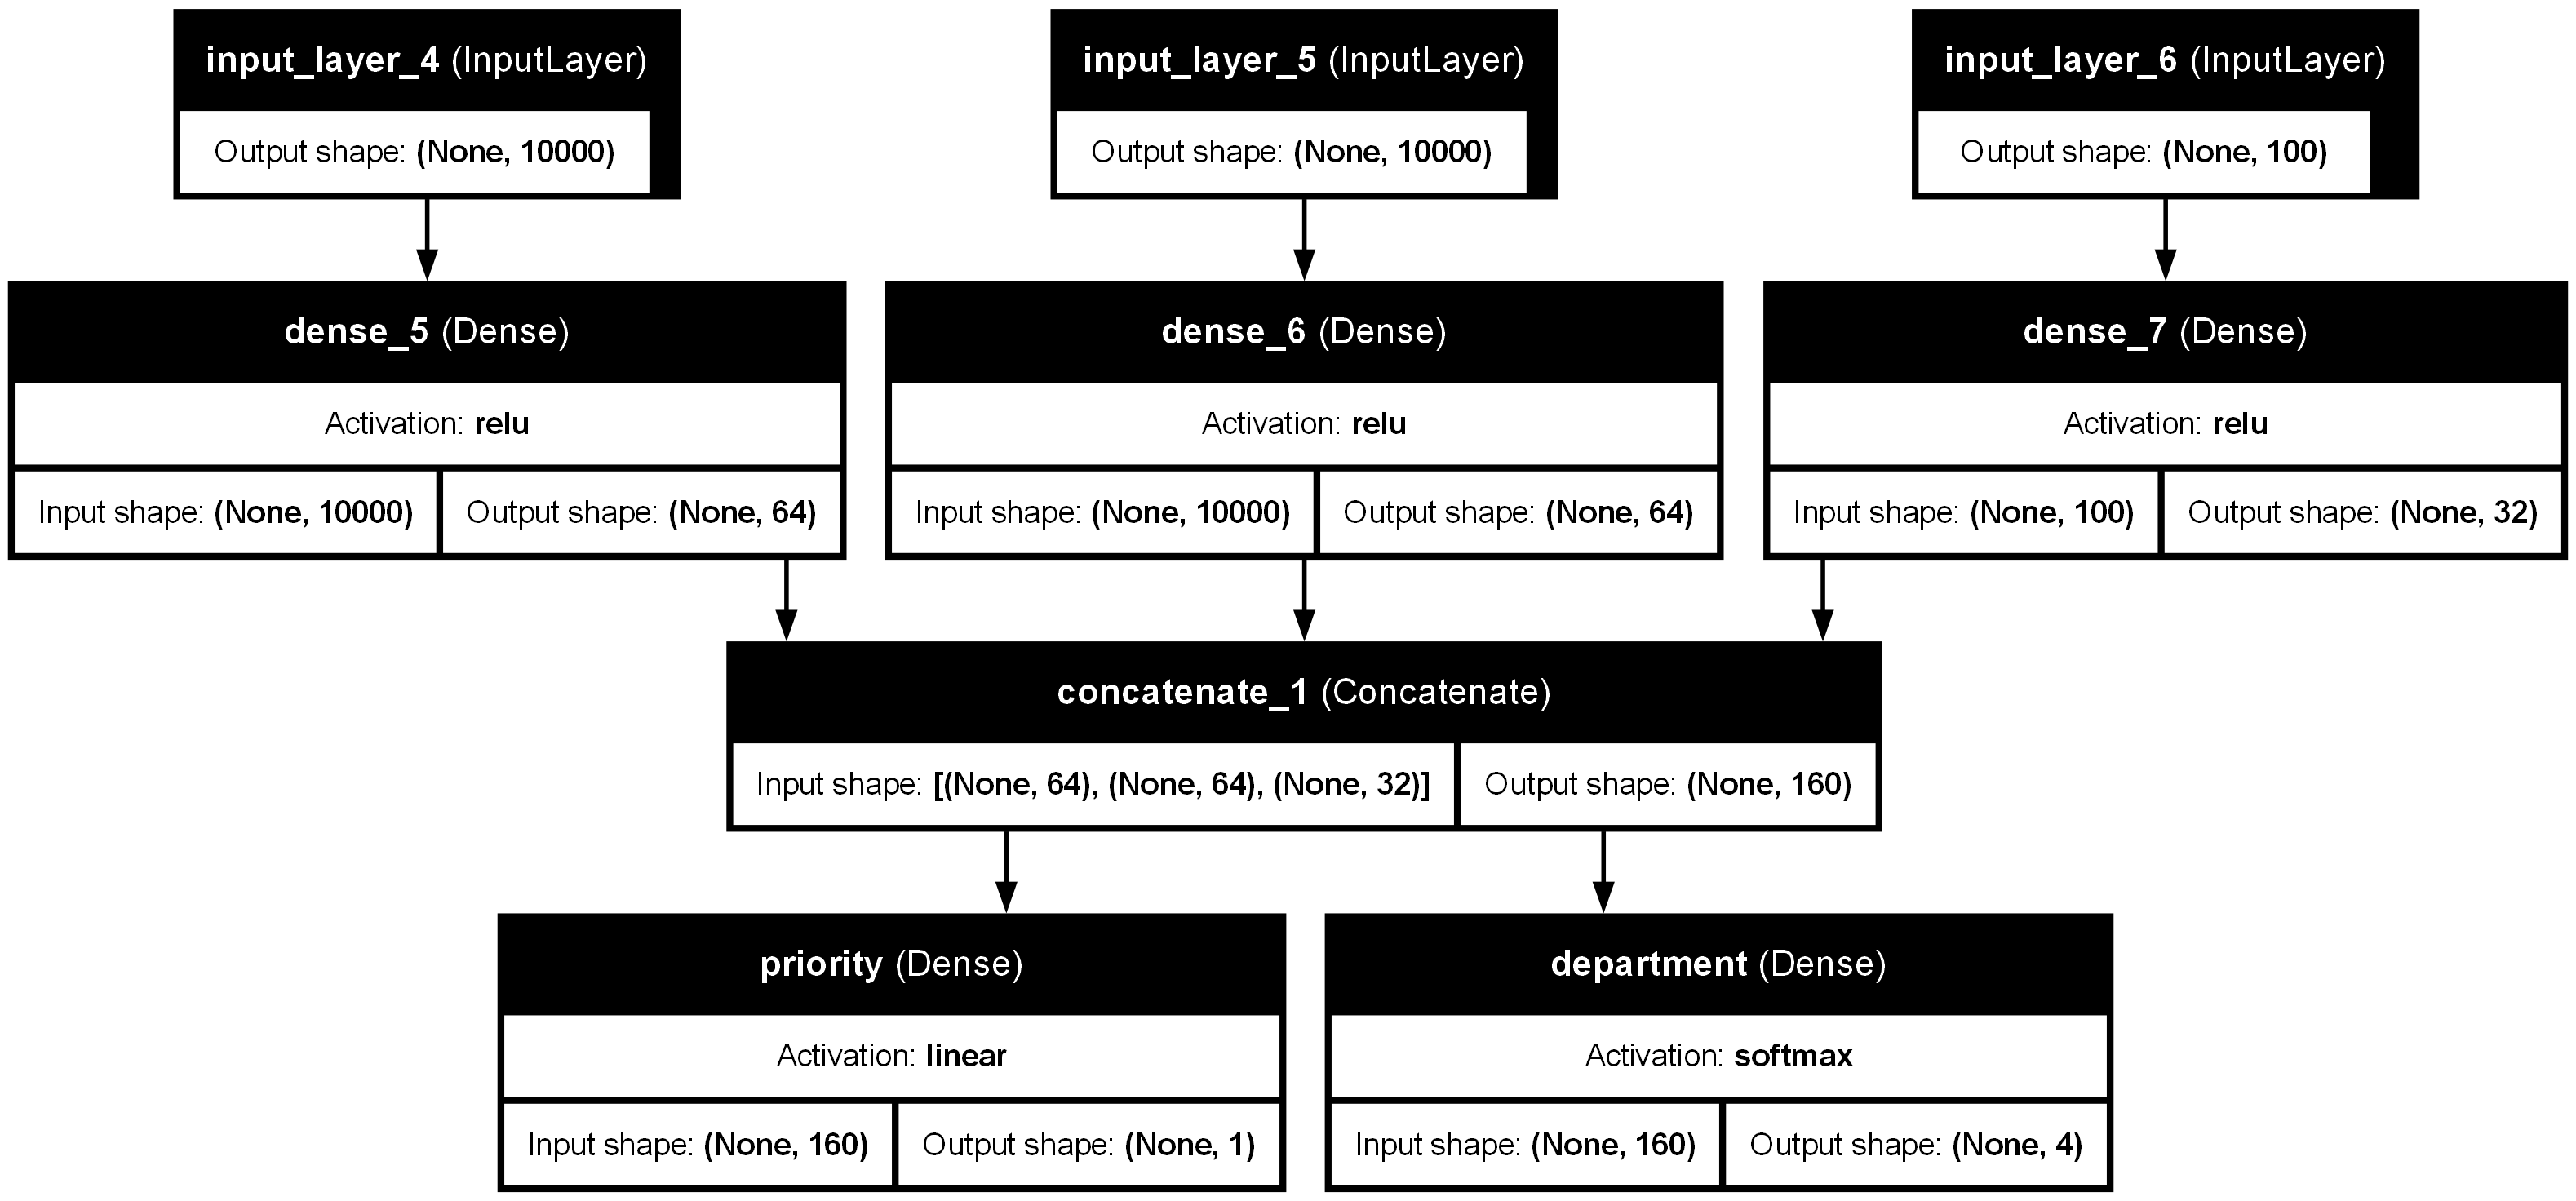 input_layer_4 (InputLayer)
Output shape: (None, 10000)
input_layer_5 (InputLayer)
Output shape: (None, 10000)
input_layer_6 (InputLayer)
Output shape: (None, 100)
dense_5 (Dense)
Activation: relu
Input shape: (None, 10000)
Output shape: (None, 64)
dense_6 (Dense)
Activation: relu
Input shape: (None, 10000)
Output shape: (None, 64)
dense_7 (Dense)
Activation: relu
Input shape: (None, 100)
Output shape: (None, 32)
concatenate_1 (Concatenate)
Input shape: [(None, 64), (None, 64), (None, 32)]
Output shape: (None, 160)
priority (Dense)
Activation: linear
Input shape: (None, 160)
Output shape: (None, 1)
department (Dense)
Activation: softmax
Input shape: (None, 160)
Output shape: (None, 4)